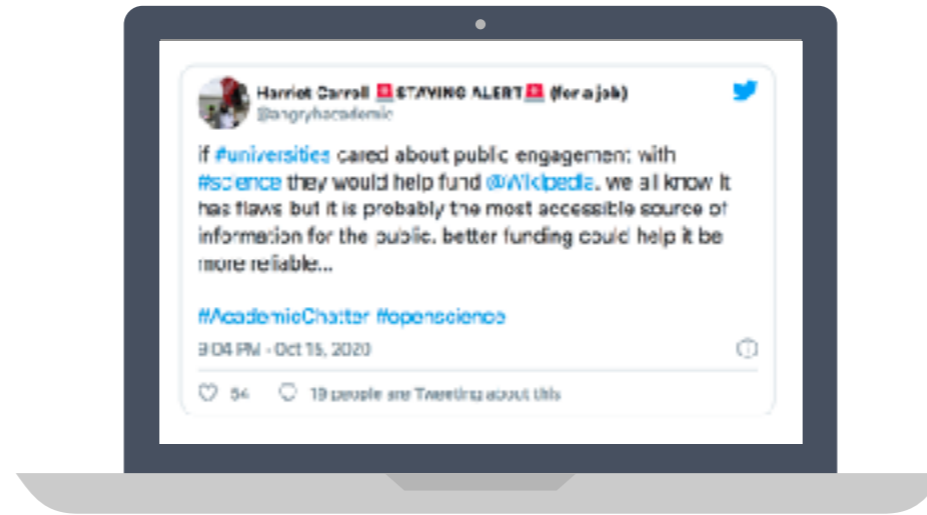 Harriet Carroll 🚨STAYING ALERT🚨 (for a job)
@angryhacademic
if #universities cared about public engagement with
#science they would help fund @Wikipedia. we all know it
has flaws but it is probably the most accessible source of
information for the public. better funding could help it be
more reliable...
#AcademicChatter #openscience
9:04 PM · Oct 15, 2020
54 19 people are Tweeting about this